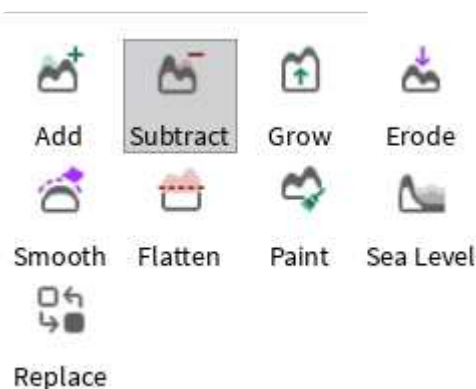 Add Subtract Grow Erode
Smooth Flatten Paint Sea Level
Replace